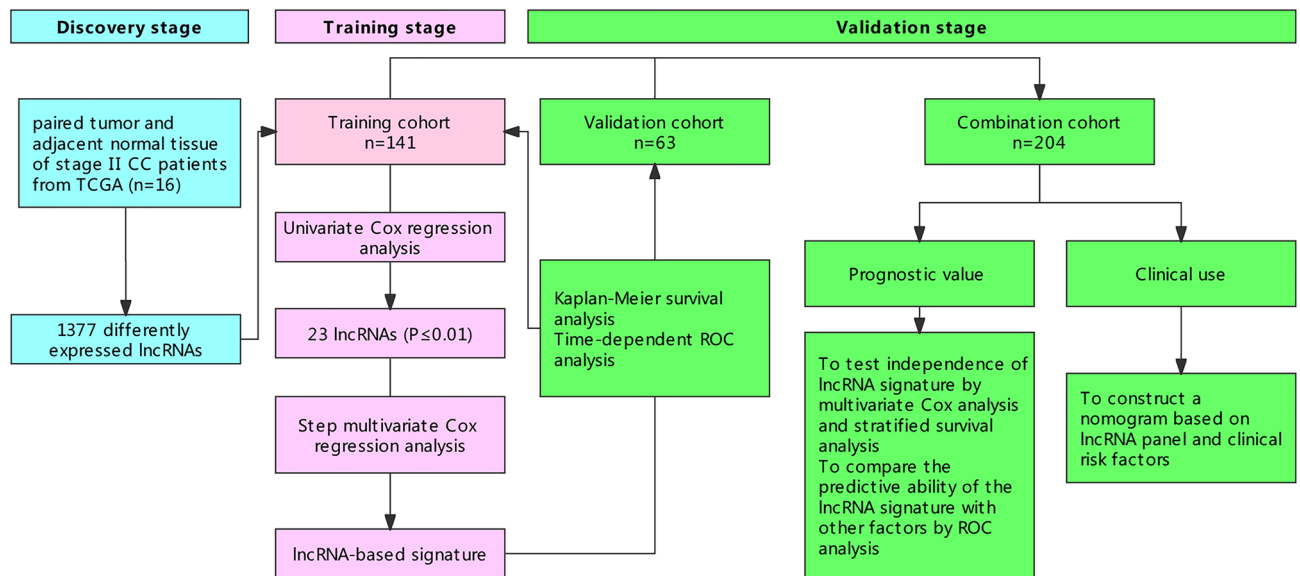 Discovery stage
Training stage
Validation stage
paired tumor and
adjacent normal tissue
of stage II CC patients
from TCGA (n=16)
1377 differently
expressed lncRNAs
Training cohort
n=141
Univariate Cox regression
analysis
23 lncRNAs (P≤0.01)
Step multivariate Cox
regression analysis
lncRNA-based signature
Validation cohort
n=63
Kaplan-Meier survival
analysis
Time-dependent ROC
analysis
Combination cohort
n=204
Prognostic value
To test independence of
lncRNA signature by
multivariate Cox analysis
and stratified survival
analysis
To compare the
predictive ability of the
lncRNA signature with
other factors by ROC
analysis
Clinical use
To construct a
nomogram based on
lncRNA panel and clinical
risk factors